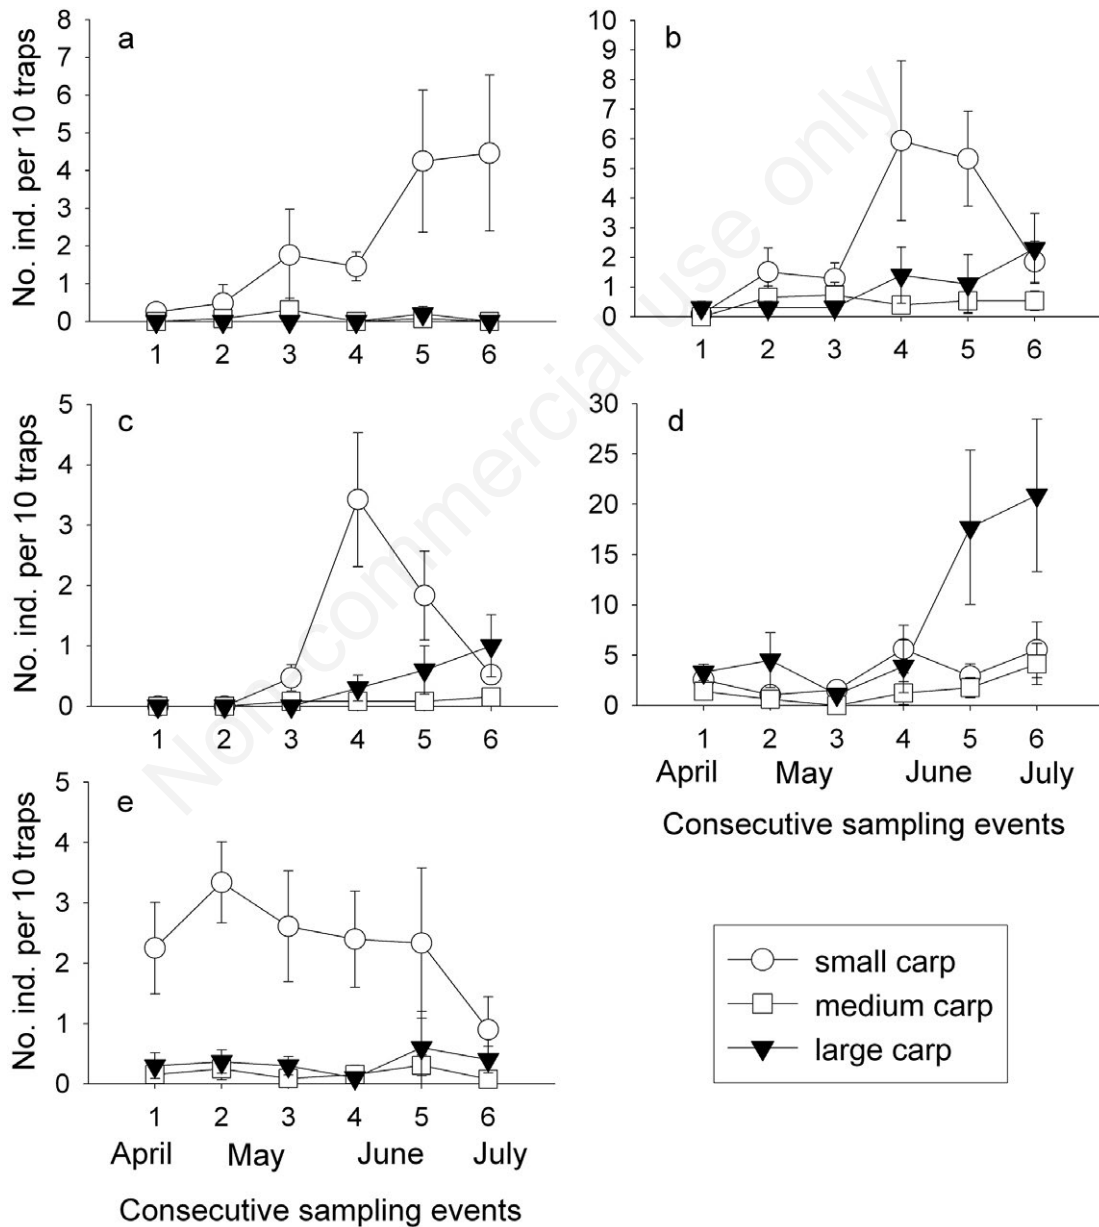 a
No. ind. per 10 traps
8
7
6
5
4
3
2
1
0
1 2 3 4 5 6
b
10
9
8
7
6
5
4
3
2
1
0
1 2 3 4 5 6
c
No. ind. per 10 traps
5
4
3
2
1
0
1 2 3 4 5 6
d
30
25
20
15
10
5
0
1 2 3 4 5 6
April May June July
Consecutive sampling events
e
No. ind. per 10 traps
5
4
3
2
1
0
1 2 3 4 5 6
April May June July
Consecutive sampling events
small carp
medium carp
large carp
Non-commercial use only